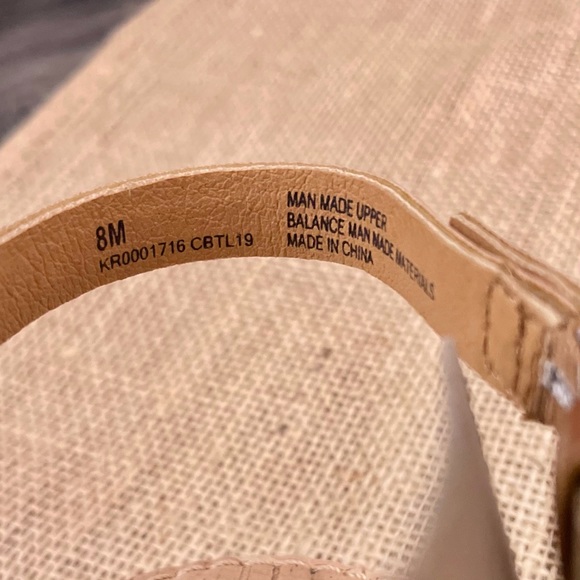 8M
KR0001716 CBTL19
MAN MADE UPPER
BALANCE MAN MADE MATERIALS
MADE IN CHINA